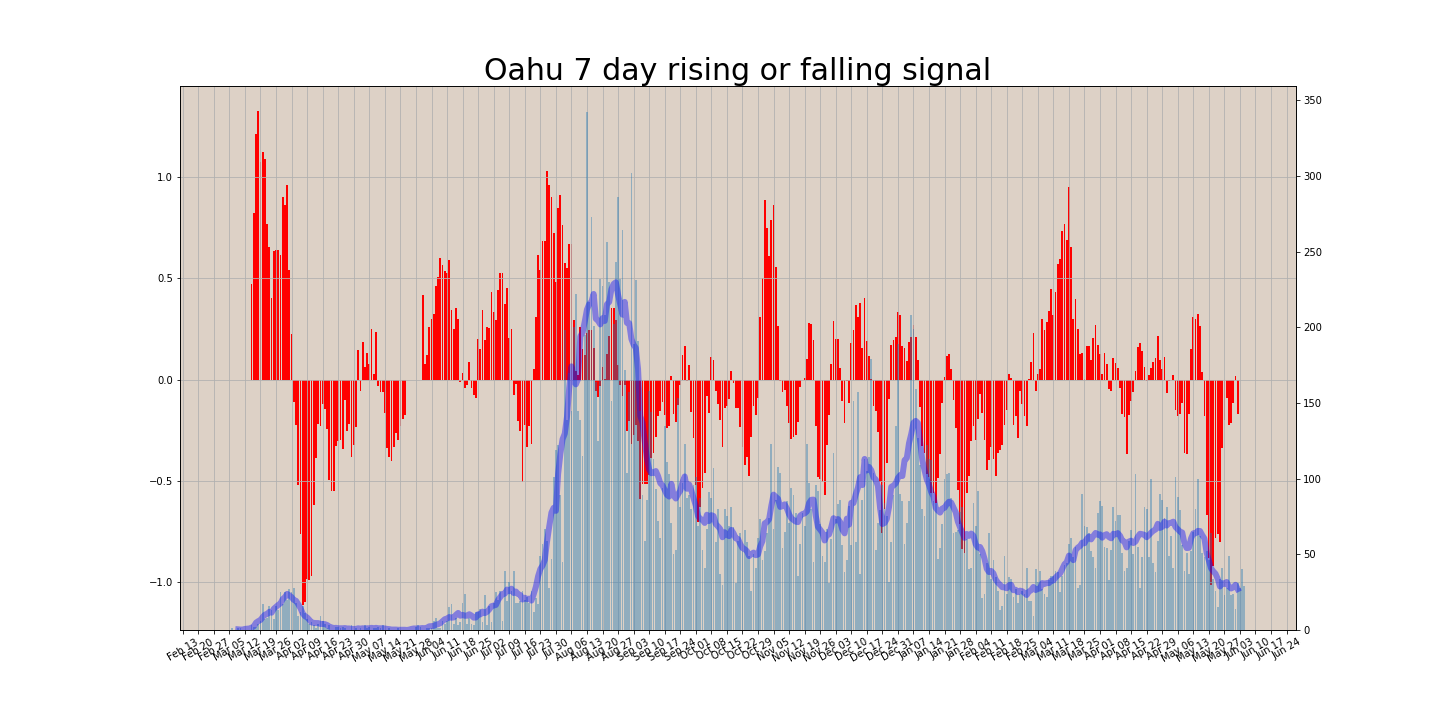 Oahu 7 day rising or falling signal
1.0
0.5
0.0
−0.5
−1.0
350
300
250
200
150
100
50
0
Feb 13
Feb 20
Feb 27
Mar 05
Mar 12
Mar 19
Mar 26
Apr 02
Apr 09
Apr 16
Apr 23
Apr 30
May 07
May 14
May 21
May 28
Jun 04
Jun 11
Jun 18
Jun 25
Jul 02
Jul 09
Jul 16
Jul 23
Jul 30
Aug 06
Aug 13
Aug 20
Aug 27
Sep 03
Sep 10
Sep 17
Sep 24
Oct 01
Oct 08
Oct 15
Oct 22
Oct 29
Nov 05
Nov 12
Nov 19
Nov 26
Dec 03
Dec 10
Dec 17
Dec 24
Dec 31
Jan 07
Jan 14
Jan 21
Jan 28
Feb 04
Feb 11
Feb 18
Feb 25
Mar 04
Mar 11
Mar 18
Mar 25
Apr 01
Apr 08
Apr 15
Apr 22
Apr 29
May 06
May 13
May 20
May 27
Jun 03
Jun 10
Jun 17
Jun 24